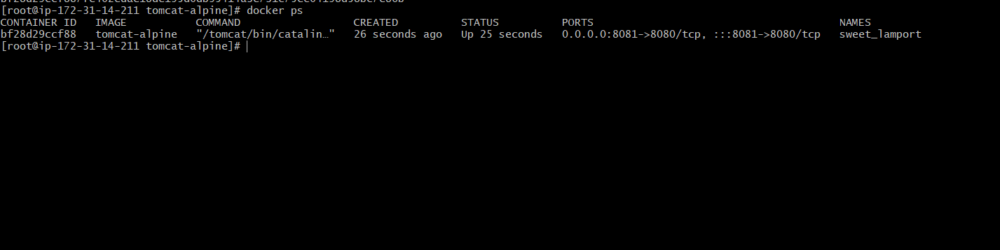 [root@ip-172-31-14-211 tomcat-alpine]# docker ps
CONTAINER ID   IMAGE           COMMAND                  CREATED          STATUS          PORTS                                       NAMES
bf28d29ccf88   tomcat-alpine   "/tomcat/bin/catalin…"   26 seconds ago   Up 25 seconds   0.0.0.0:8081->8080/tcp, :::8081->8080/tcp   sweet_lamport
[root@ip-172-31-14-211 tomcat-alpine]#